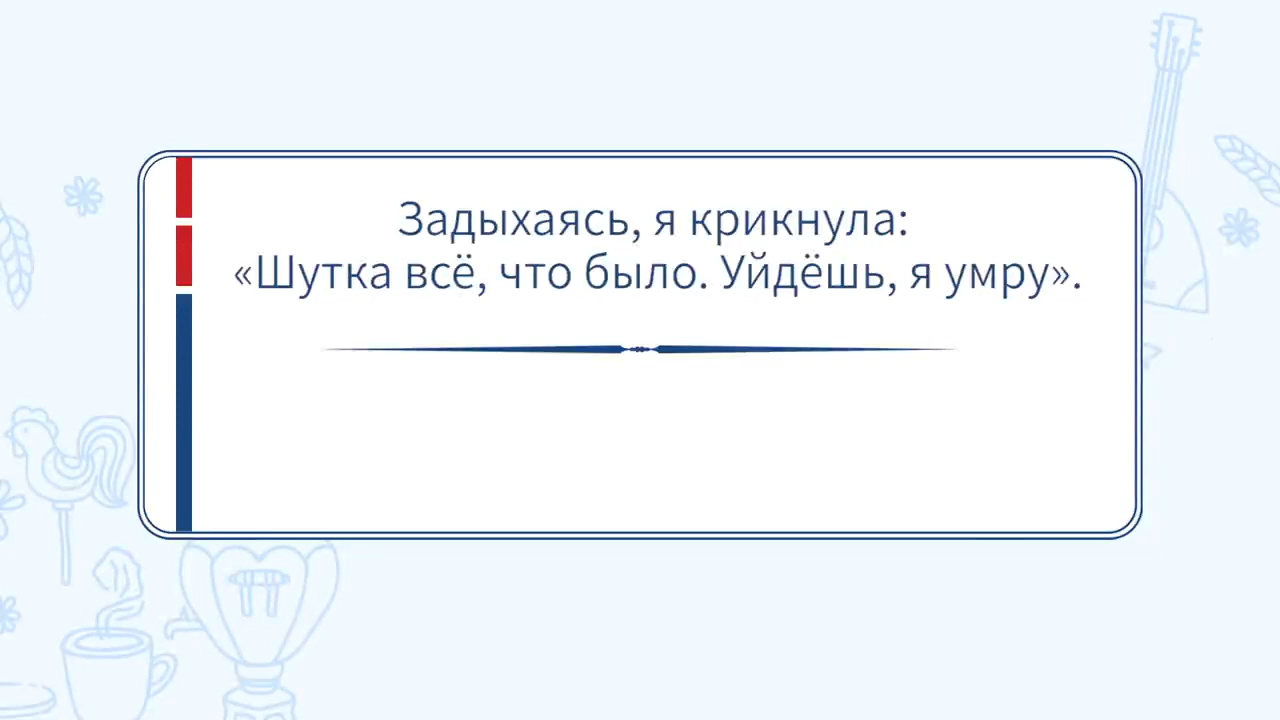 Задыхаясь, я крикнула:
«Шутка всё, что было. Уйдёшь, я умру».